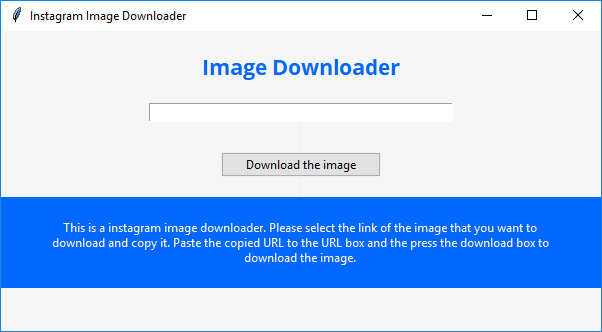 Instagram Image Downloader
Image Downloader
Download the image
This is a instagram image downloader. Please select the link of the image that you want to
download and copy it. Paste the copied URL to the URL box and the press the download box to
download the image.